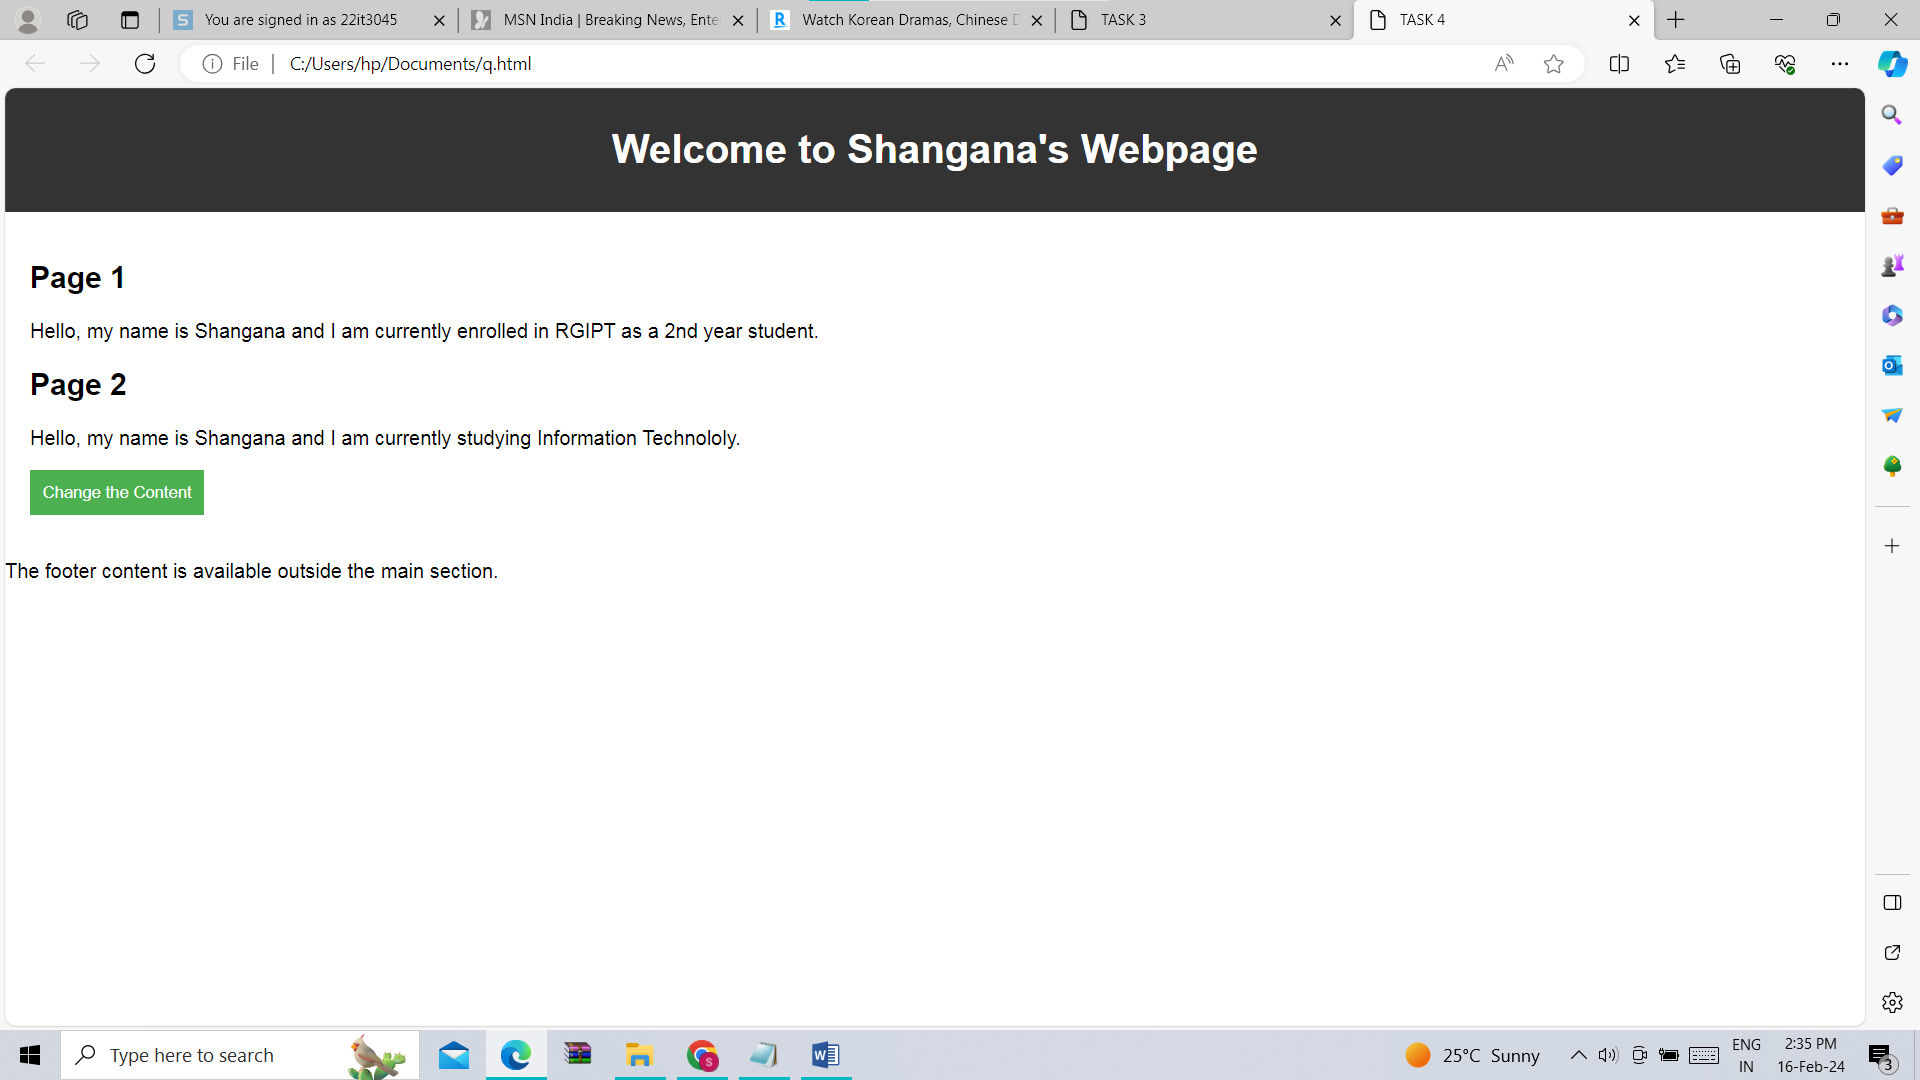 You are signed in as 22it3045
MSN India | Breaking News, Ente
Watch Korean Dramas, Chinese D
TASK 3
TASK 4
File
C:/Users/hp/Documents/q.html
Welcome to Shangana's Webpage
Page 1
Hello, my name is Shangana and I am currently enrolled in RGIPT as a 2nd year student.
Page 2
Hello, my name is Shangana and I am currently studying Information Technololy.
Change the Content
The footer content is available outside the main section.
Type here to search
25°C Sunny
ENG
IN
2:35 PM
16-Feb-24
3